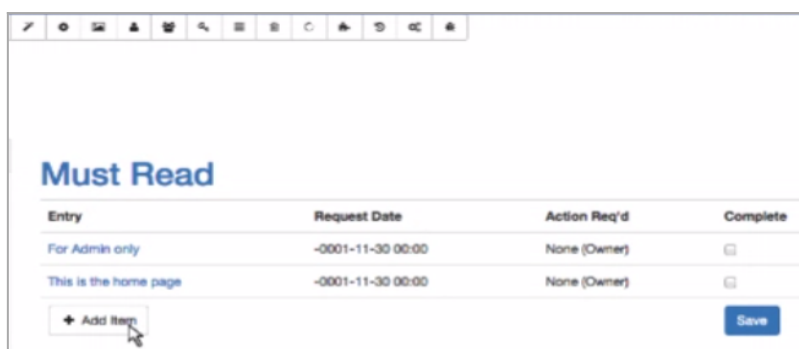 Must Read
Entry Request Date Action Req'd Complete
For Admin only -0001-11-30 00:00 None (Owner)
This is the home page -0001-11-30 00:00 None (Owner)
+ Add Item Save